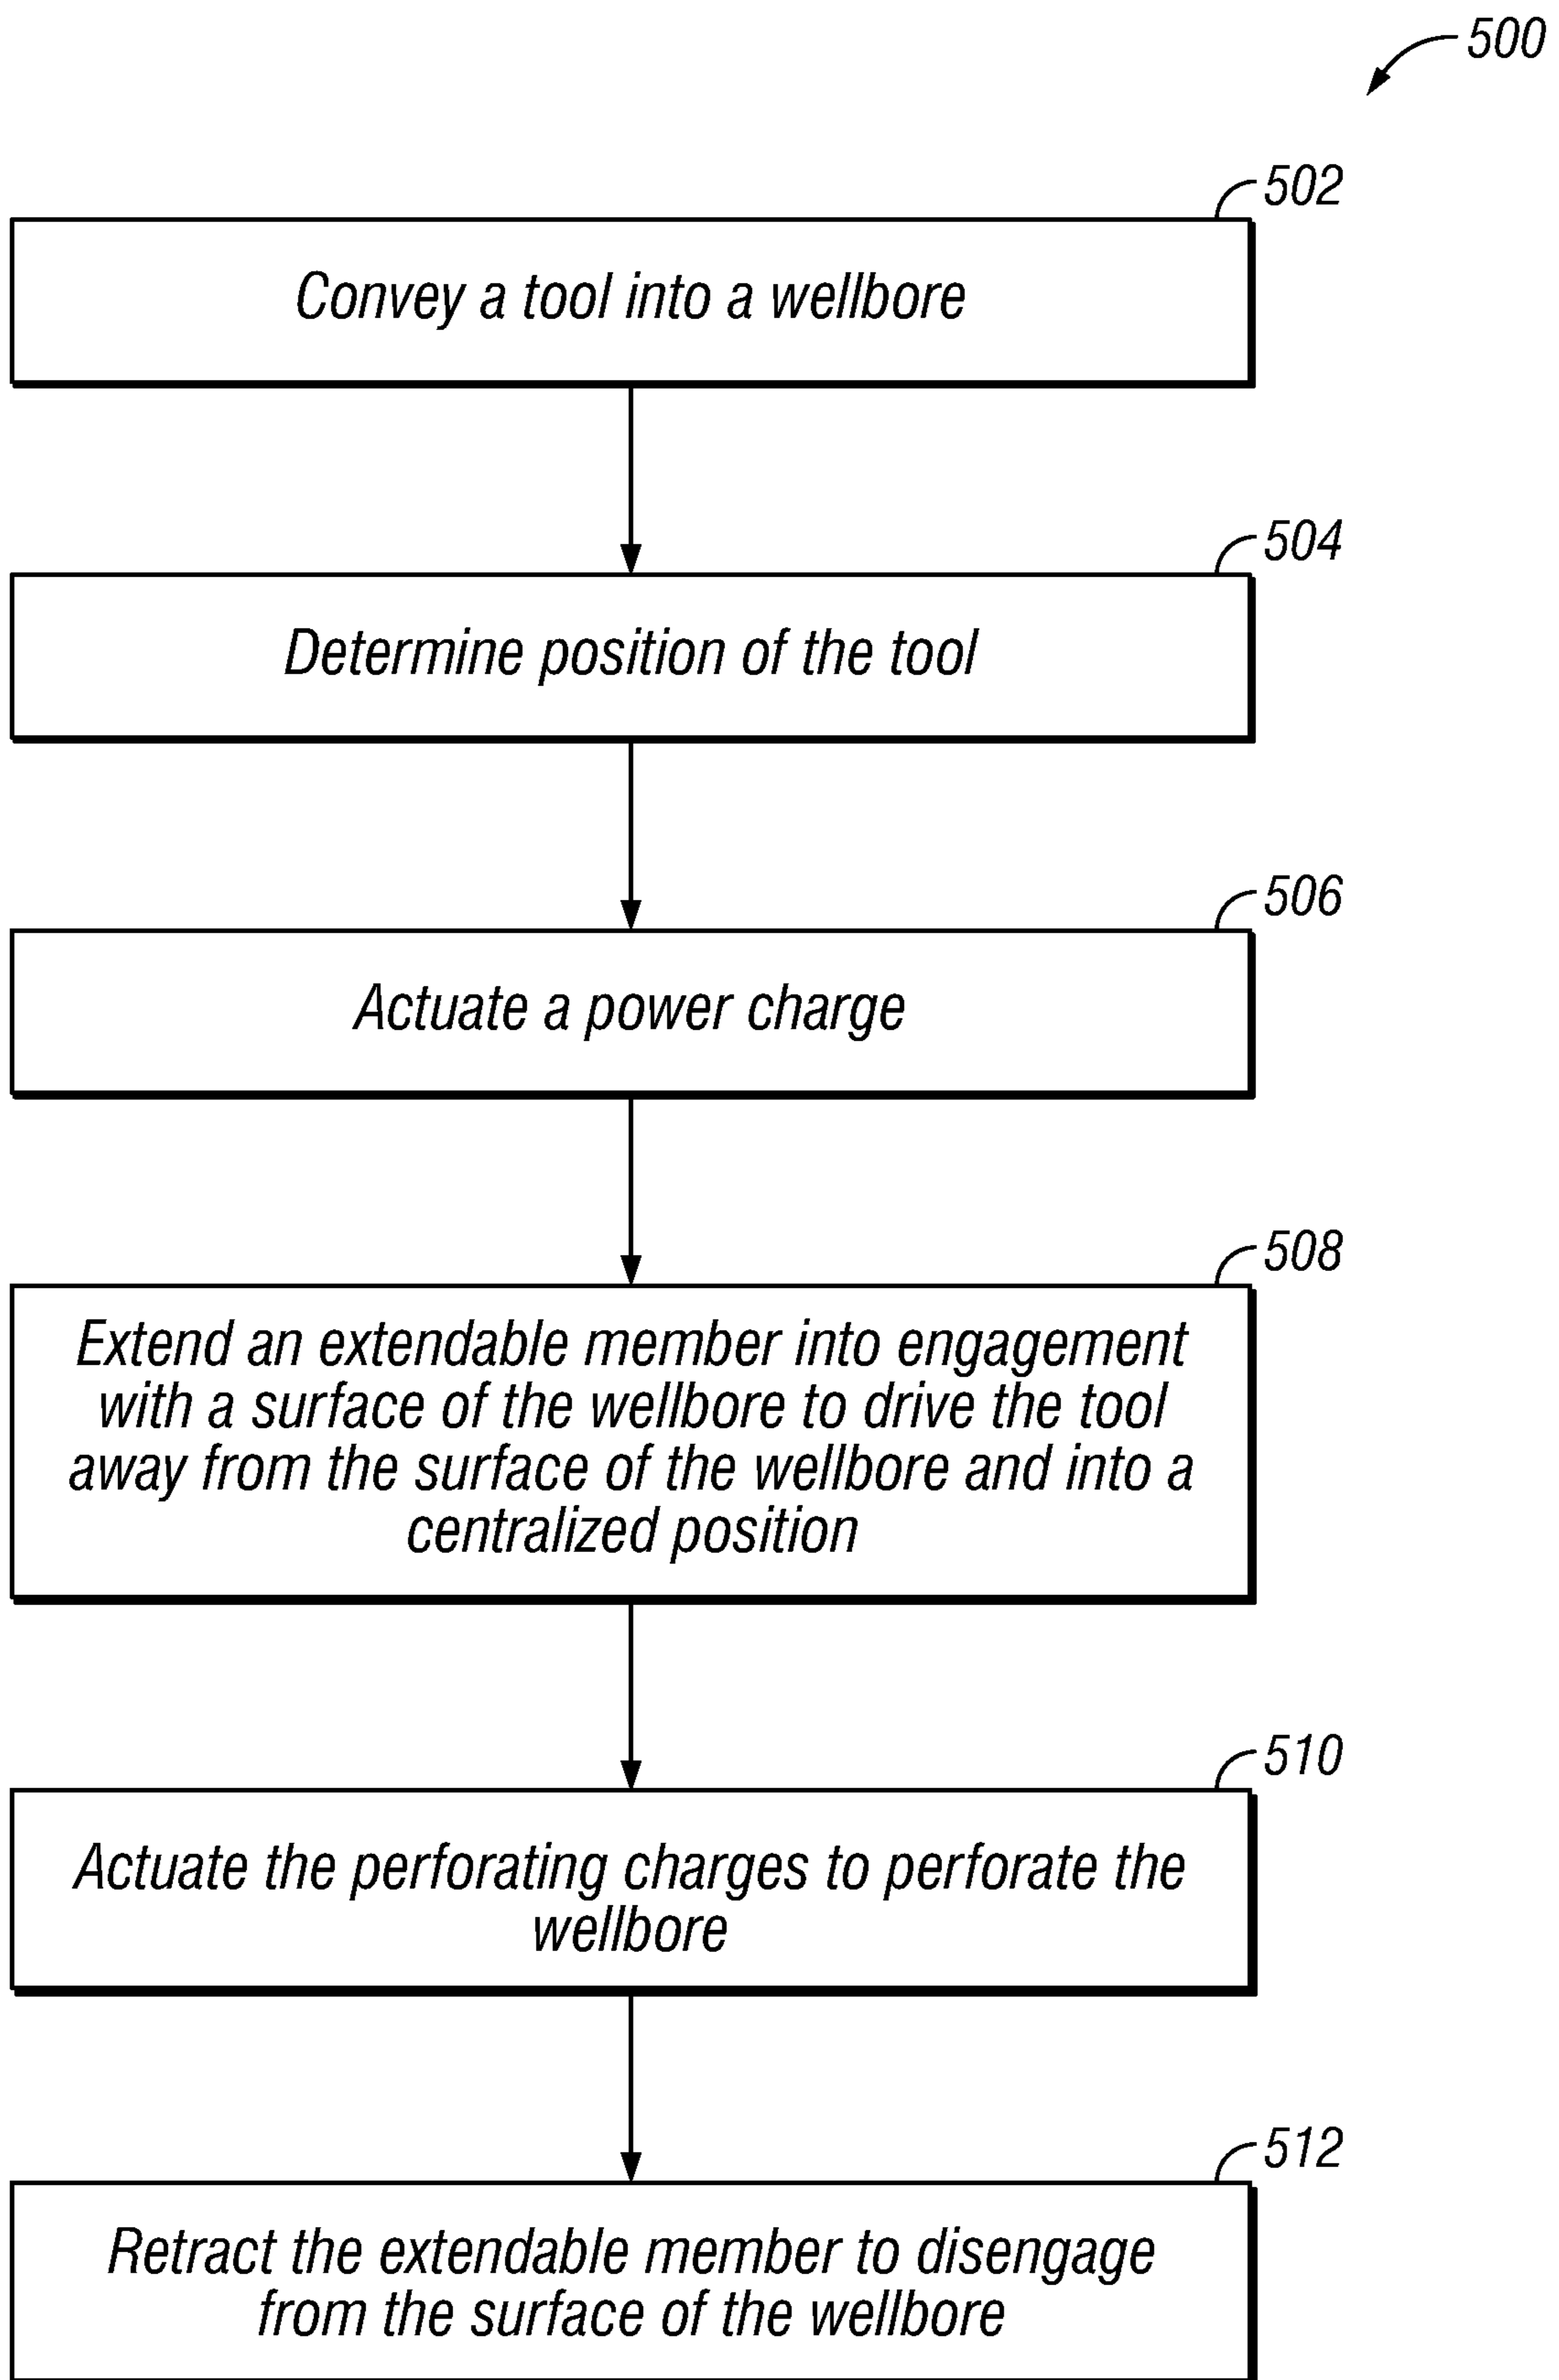 500
502
Convey a tool into a wellbore
504
Determine position of the tool
506
Actuate a power charge
508
Extend an extendable member into engagement
with a surface of the wellbore to drive the tool
away from the surface of the wellbore and into a
centralized position
510
Actuate the perforating charges to perforate the
wellbore
512
Retract the extendable member to disengage
from the surface of the wellbore